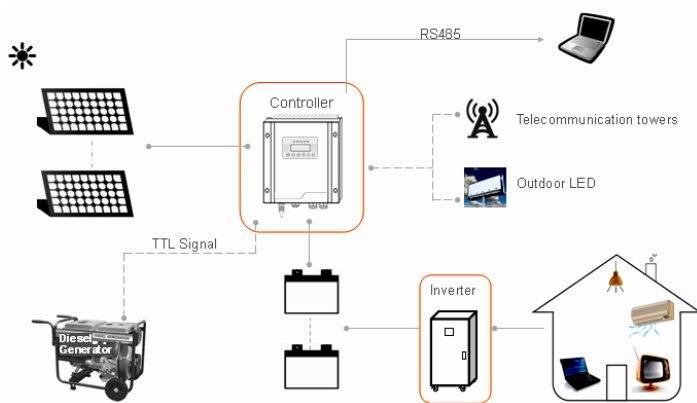 RS485
Controller
Telecommunication towers
Outdoor LED
TTL Signal
Inverter
Diesel
Generator